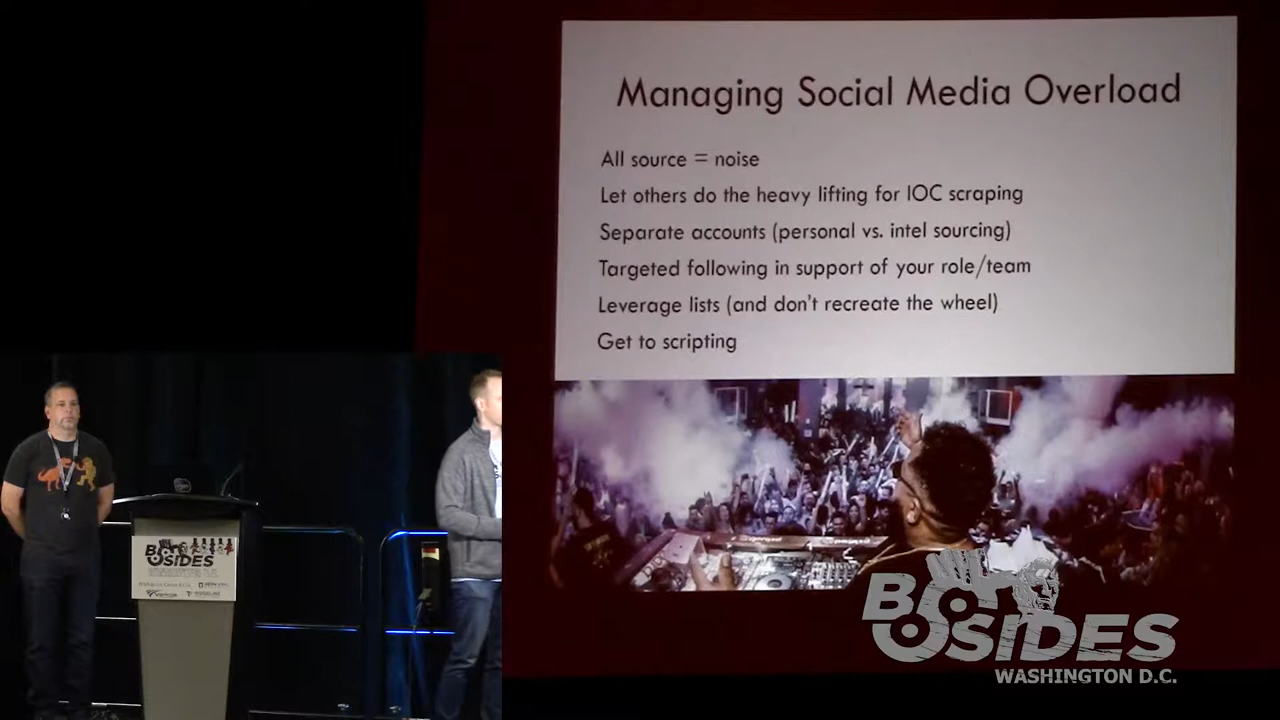 Managing Social Media Overload
All source = noise
Let others do the heavy lifting for IOC scraping
Separate accounts (personal vs. intel sourcing)
Targeted following in support of your role/team
Leverage lists (and don't recreate the wheel)
Get to scripting
BSIDES
BSIDES
WASHINGTON D.C.